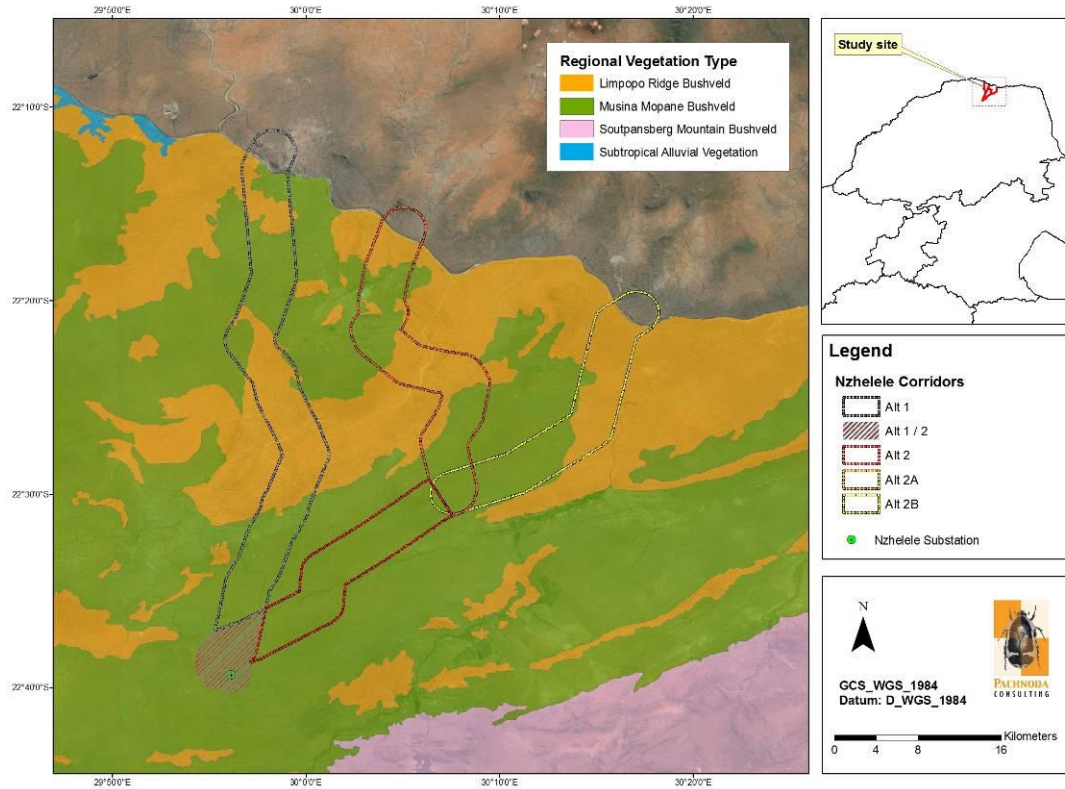 29°50'0"E
30°0'0"E
30°10'0"E
30°20'0"E
22°10'0"S
22°20'0"S
22°30'0"S
22°40'0"S
Regional Vegetation Type
Limpopo Ridge Bushveld
Musina Mopane Bushveld
Soutpansberg Mountain Bushveld
Subtropical Alluvial Vegetation
29°50'0"E
30°0'0"E
30°10'0"E
30°20'0"E
Study site
Legend
Nzhelele Corridors
Alt 1
Alt 1 / 2
Alt 2
Alt 2A
Alt 2B
Nzhelele Substation
N
PACHNODA
CONSULTING
GCS_WGS_1984
Datum: D_WGS_1984
Kilometers
0 4 8 16